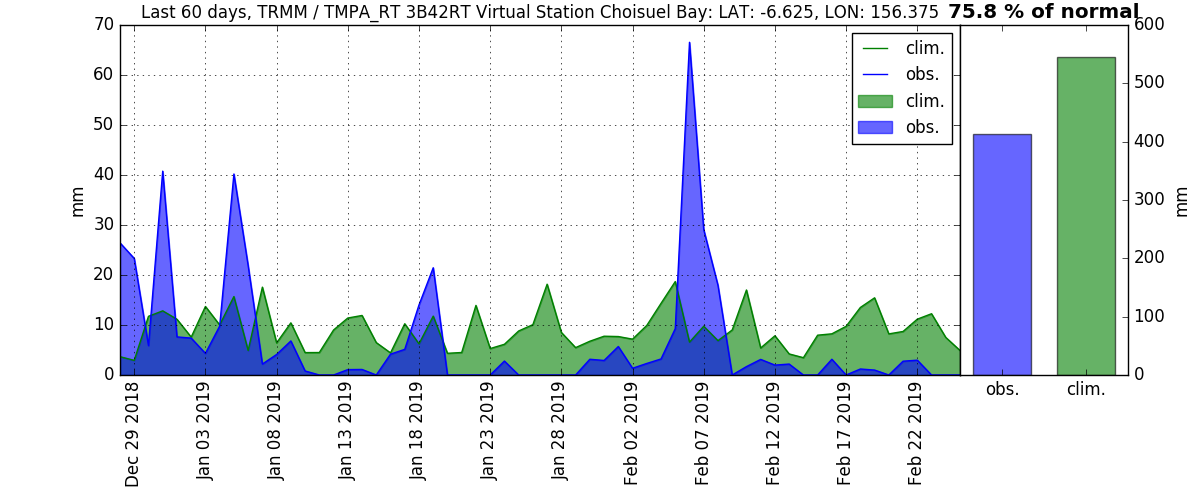 Last 60 days, TRMM / TMPA_RT 3B42RT Virtual Station Choisuel Bay: LAT: -6.625, LON: 156.375 75.8 % of normal
70
60
50
40
30
20
10
0
mm
clim.
obs.
clim.
obs.
Dec 29 2018
Jan 03 2019
Jan 08 2019
Jan 13 2019
Jan 18 2019
Jan 23 2019
Jan 28 2019
Feb 02 2019
Feb 07 2019
Feb 12 2019
Feb 17 2019
Feb 22 2019
600
500
400
300
200
100
0
mm
obs.
clim.